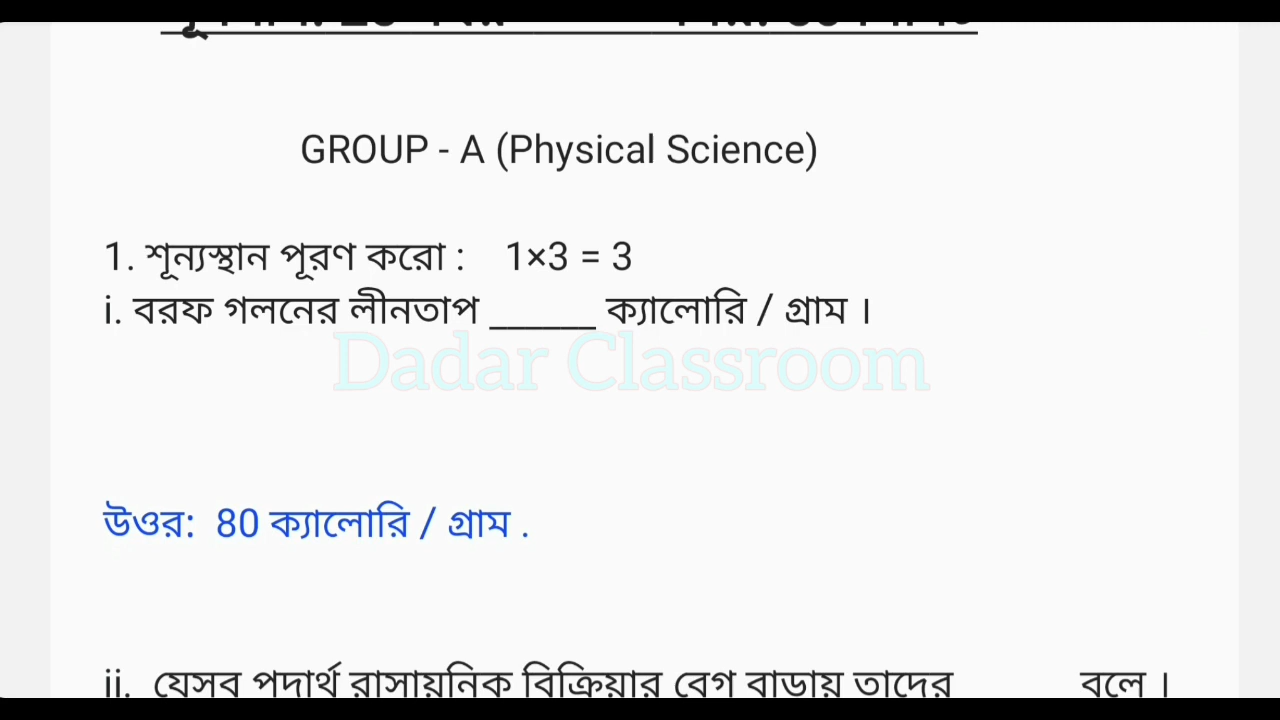 GROUP - A (Physical Science)
1. শূন্যস্থান পূরণ করো : 1×3 = 3
i. বরফ গলনের লীনতাপ ______ ক্যালোরি / গ্রাম ।
Dadar Classroom
উওর: 80 ক্যালোরি / গ্রাম .
ii. যেসব পদার্থ রাসায়নিক বিক্রিয়ার বেগ বাড়ায় তাদের বলে ।